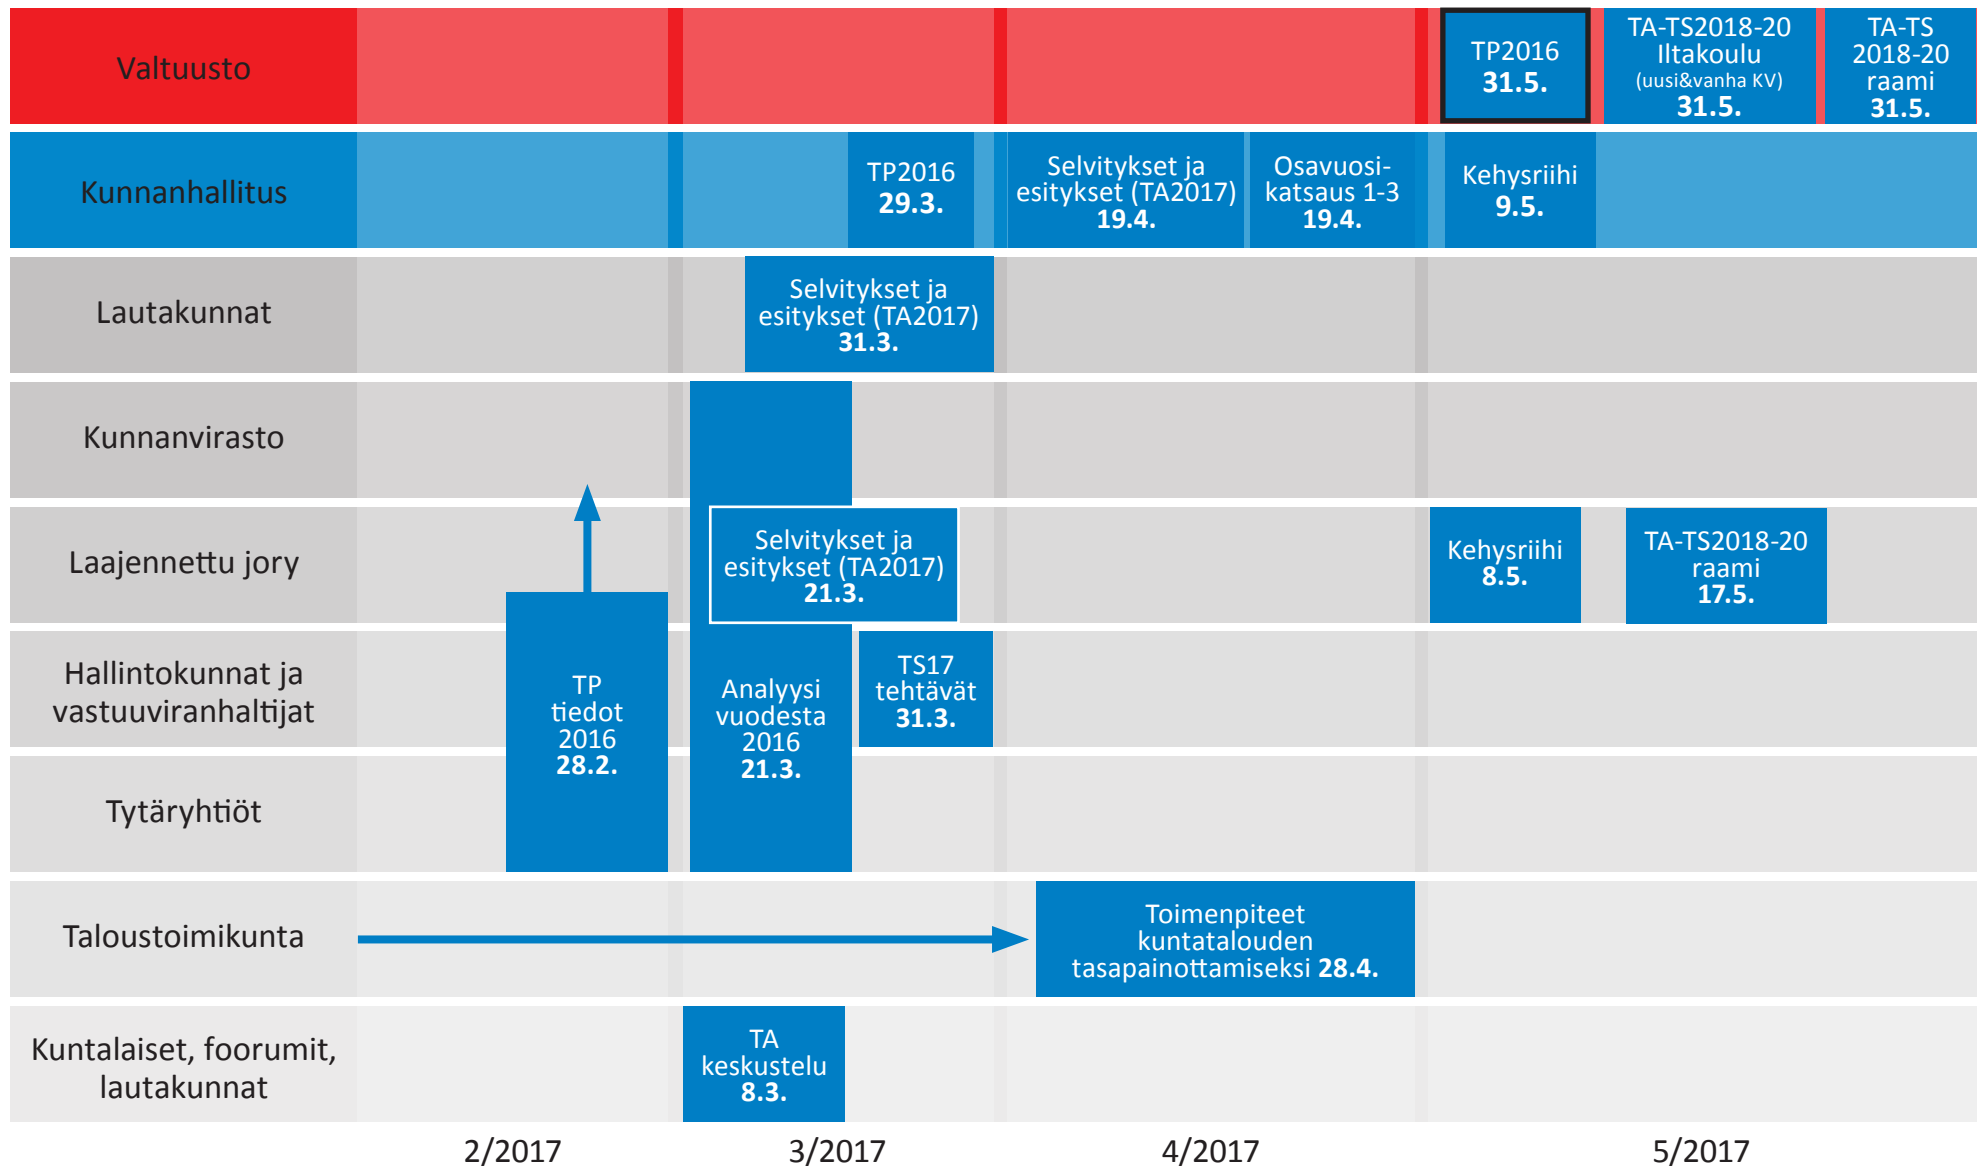 Valtuusto
TP2016
31.5.
TA-TS2018-20
Iltakoulu
(uusi&vanha KV)
31.5.
TA-TS
2018-20
raami
31.5.
Kunnanhallitus
TP2016
29.3.
Selvitykset ja
esitykset (TA2017)
19.4.
Osavuosi-
katsaus 1-3
19.4.
Kehysriihi
9.5.
Lautakunnat
Selvitykset ja
esitykset (TA2017)
31.3.
Kunnanvirasto
Laajennettu jory
Selvitykset ja
esitykset (TA2017)
21.3.
Kehysriihi
8.5.
TA-TS2018-20
raami
17.5.
Hallintokunnat ja
vastuuviranhaltijat
TP
tiedot
2016
28.2.
Analyysi
vuodesta
2016
21.3.
TS17
tehtävät
31.3.
Tytäryhtiöt
Taloustoimikunta
Toimenpiteet
kuntatalouden
tasapainottamiseksi 28.4.
Kuntalaiset, foorumit,
lautakunnat
TA
keskustelu
8.3.
2/2017
3/2017
4/2017
5/2017